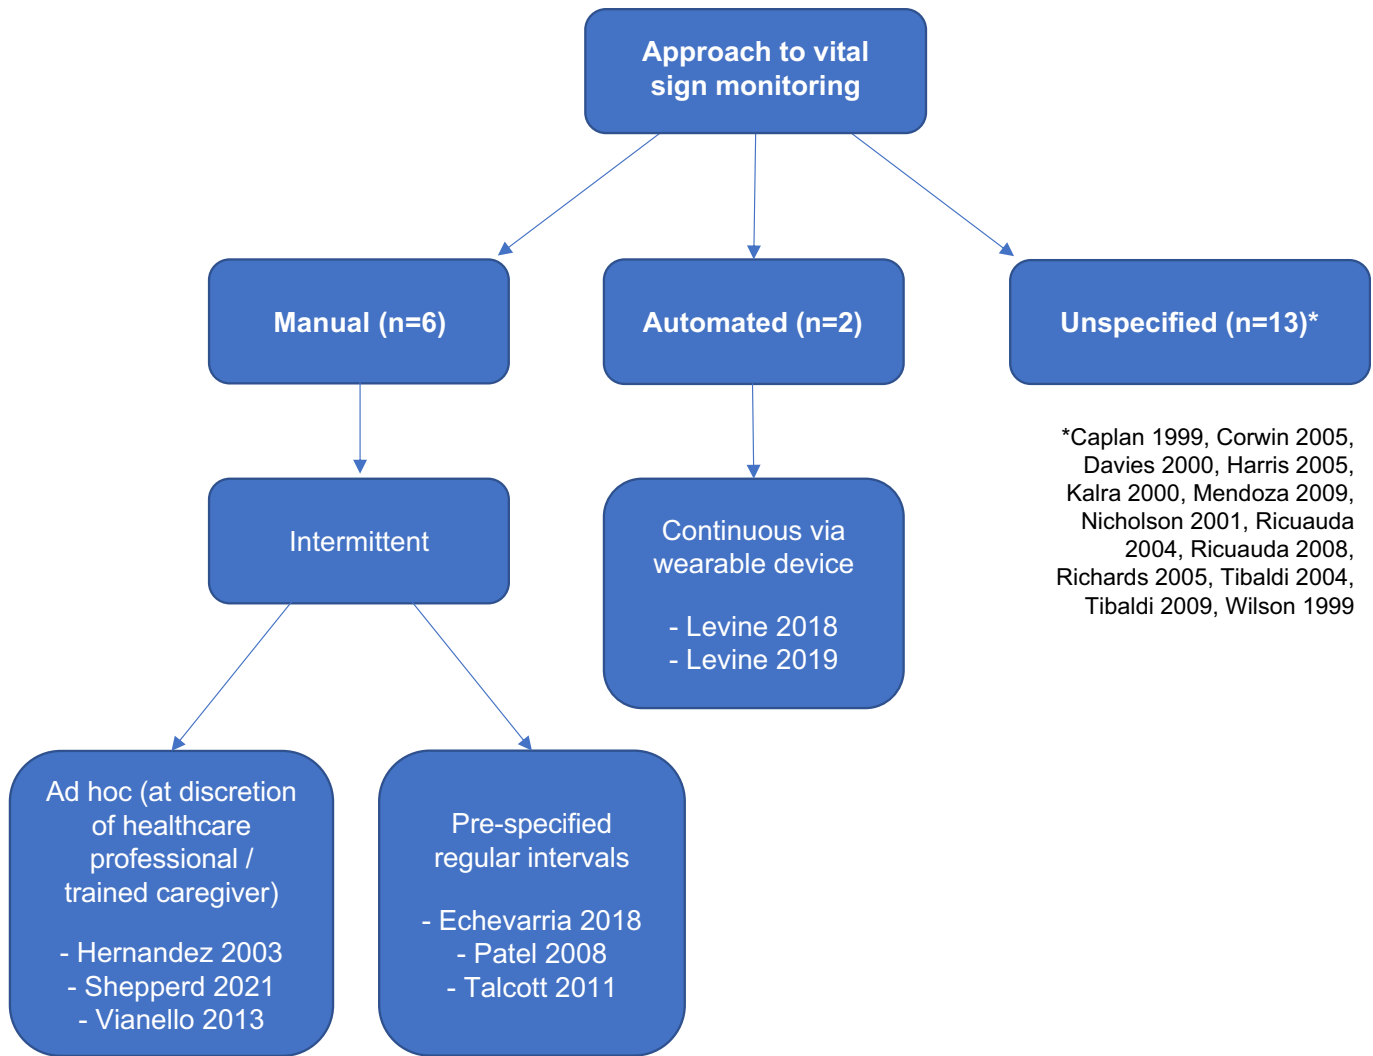 Approach to vital
sign monitoring
Manual (n=6)
Automated (n=2)
Unspecified (n=13)*
*Caplan 1999, Corwin 2005,
Davies 2000, Harris 2005,
Kalra 2000, Mendoza 2009,
Nicholson 2001, Ricuauda
2004, Ricuauda 2008,
Richards 2005, Tibaldi 2004,
Tibaldi 2009, Wilson 1999
Intermittent
Continuous via
wearable device
- Levine 2018
- Levine 2019
Ad hoc (at discretion
of healthcare
professional /
trained caregiver)
- Hernandez 2003
- Shepperd 2021
- Vianello 2013
Pre-specified
regular intervals
- Echevarria 2018
- Patel 2008
- Talcott 2011